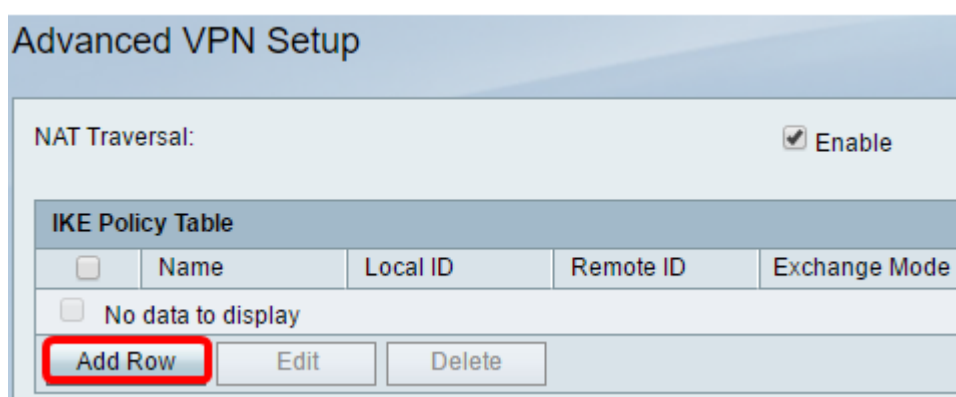 Advanced VPN Setup
NAT Traversal: Enable
IKE Policy Table
Name Local ID Remote ID Exchange Mode
No data to display
Add Row Edit Delete